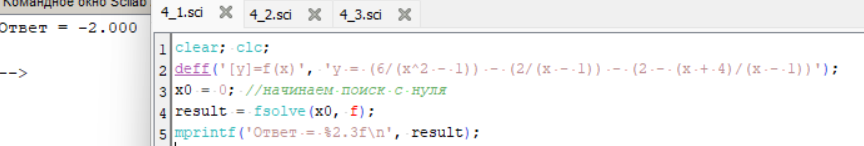 Командное окно Scilab
Ответ = -2.000
-->
4_1.sci
4_2.sci
4_3.sci
1 clear; clc;
2 deff('[y]=f(x)', 'y = (6/(x^2 - 1)) - (2/(x - 1)) - (2 - (x + 4)/(x - 1))');
3 x0 = 0; //начинаем поиск с нуля
4 result = fsolve(x0, f);
5 mprintf('Ответ = %2.3f\n', result);